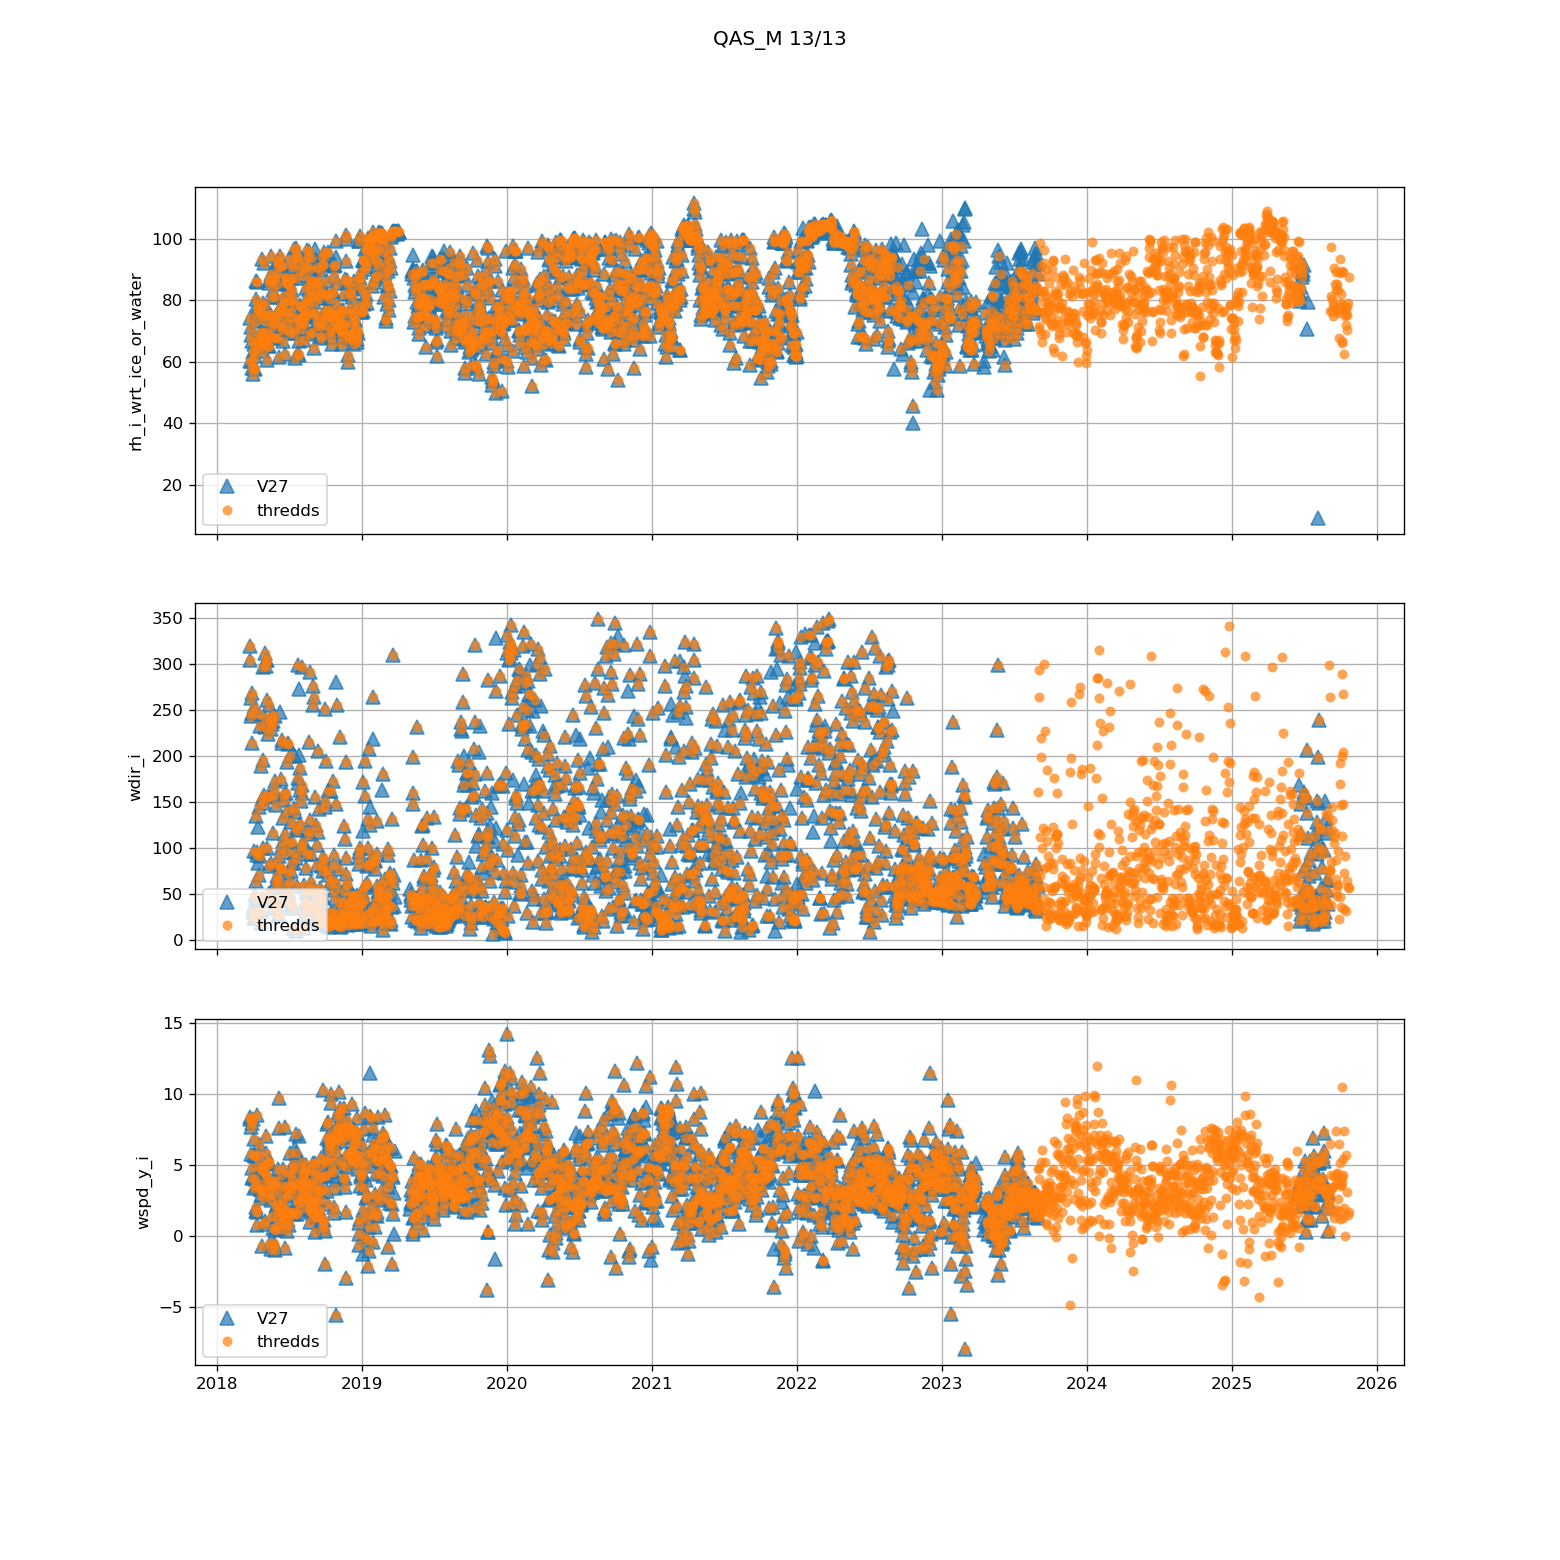 QAS_M 13/13
100
80
60
40
20
rh_i_wrt_ice_or_water
V27
thredds
350
300
250
200
150
100
50
0
wdir_i
V27
thredds
15
10
5
0
−5
wspd_y_i
V27
thredds
2018 2019 2020 2021 2022 2023 2024 2025 2026